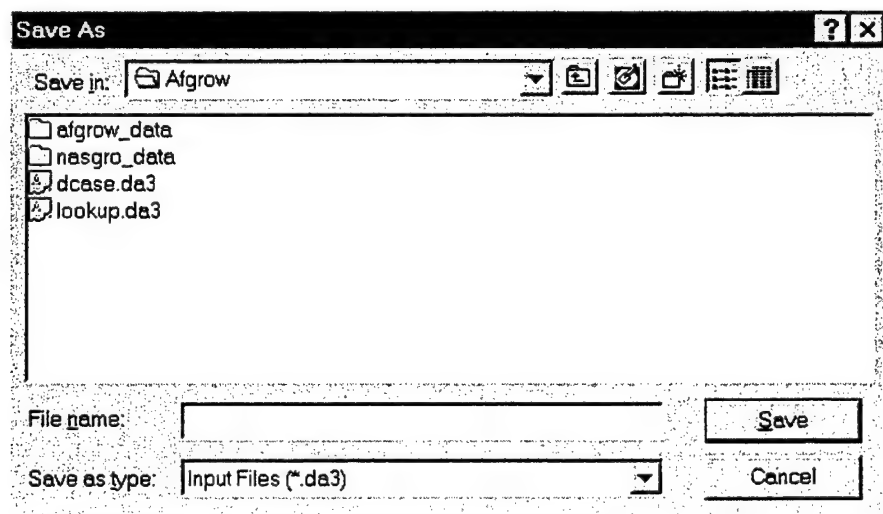 Save As
Save in: Afgrow
afgrow_data
nasgro_data
dcase.da3
lookup.da3
File name:
Save
Save as type: Input Files (*.da3)
Cancel